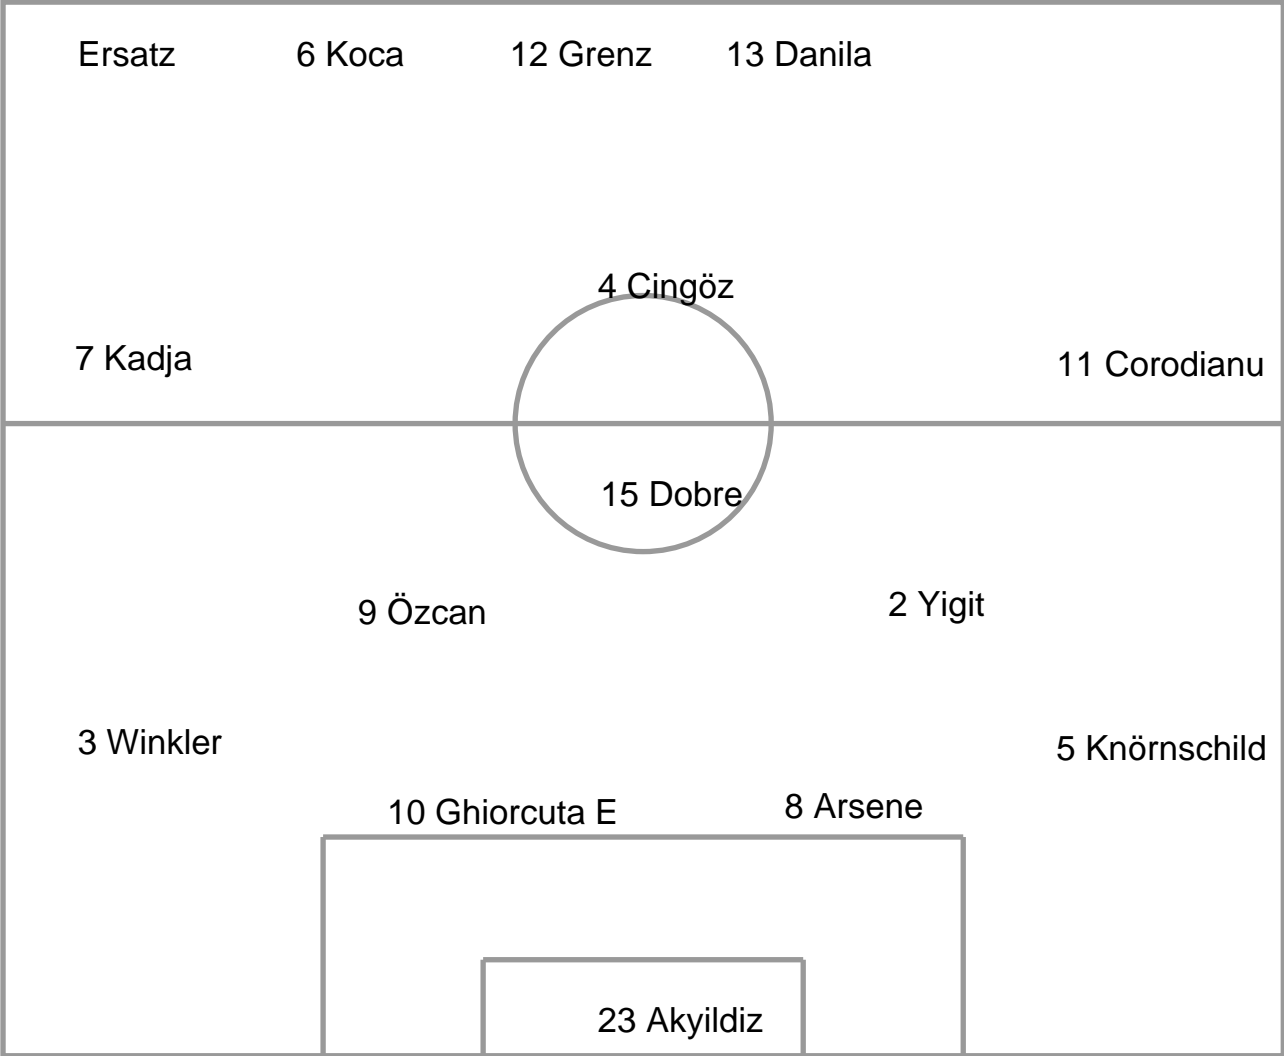 Ersatz 6 Koca 12 Grenz 13 Danila
4 Cingöz
7 Kadja 11 Corodianu
15 Dobre
9 Özcan 2 Yigit
3 Winkler 5 Knörnschild
10 Ghiorcuta E 8 Arsene
23 Akyildiz